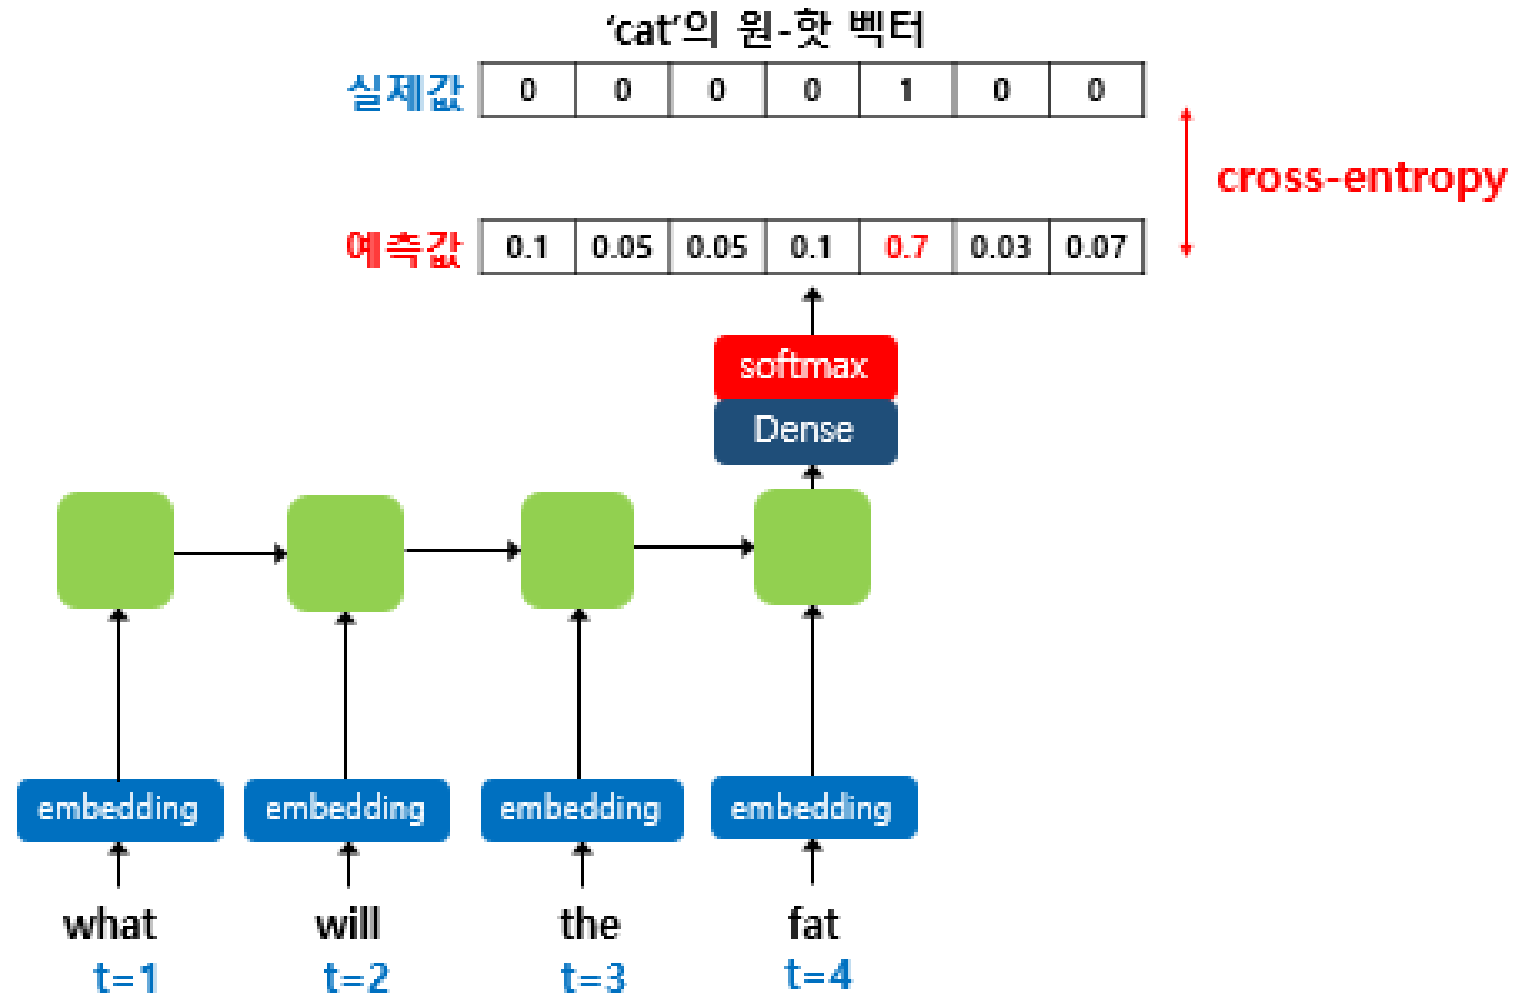 ‘cat’의 원-핫 벡터
실제값 0 0 0 0 1 0 0
cross-entropy
예측값 0.1 0.05 0.05 0.1 0.7 0.03 0.07
softmax
Dense
embedding embedding embedding embedding
what will the fat
t=1 t=2 t=3 t=4